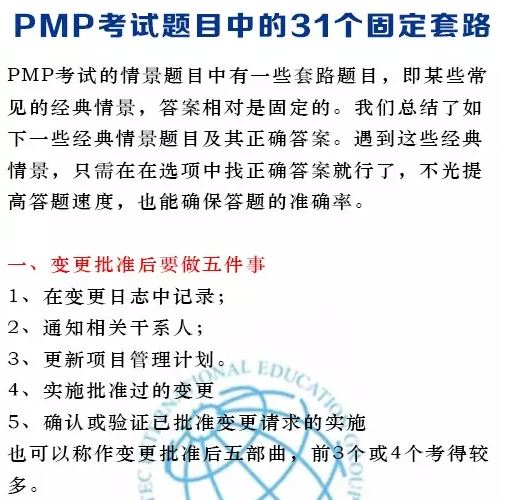 PMP考试题目中的31个固定套路
PMP考试的情景题目中有一些套路题目，即某些常
见的经典情景，答案相对是固定的。我们总结了如
下一些经典情景题目及其正确答案。遇到这些经典
情景，只需在在选项中找正确答案就行了，不光提
高答题速度，也能确保答题的准确率。
一、变更批准后要做五件事
1、在变更日志中记录；
2、通知相关干系人；
3、更新项目管理计划。
4、实施批准过的变更
5、确认或验证已批准变更请求的实施
也可以称作变更批准后五部曲，前3个或4个考得较
多。
INTERNATIONAL EDUCATION GROUP